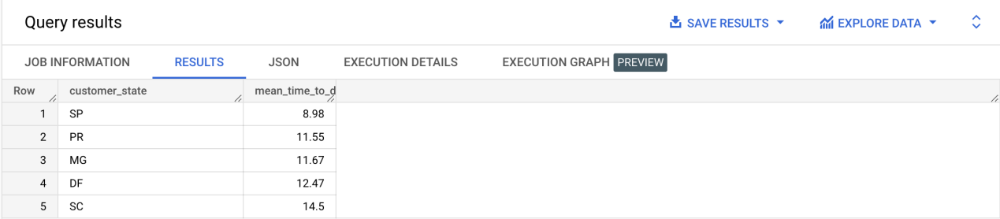 Query results SAVE RESULTS EXPLORE DATA
JOB INFORMATION RESULTS JSON EXECUTION DETAILS EXECUTION GRAPH PREVIEW
Row customer_state mean_time_to_d
1 SP 8.98
2 PR 11.55
3 MG 11.67
4 DF 12.47
5 SC 14.5